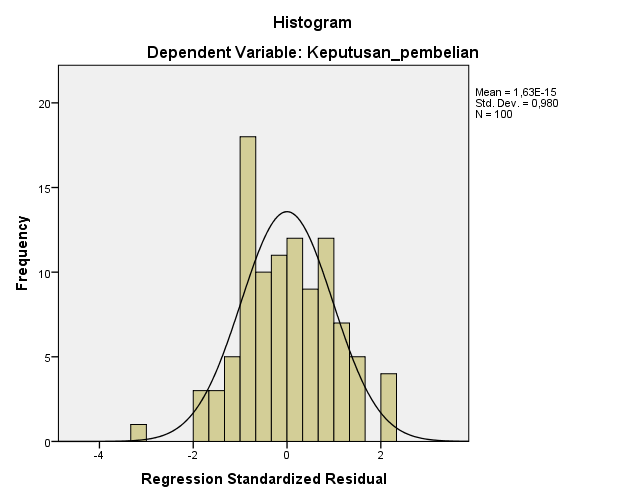 Histogram
Dependent Variable: Keputusan_pembelian
Mean = 1,63E-15
Std. Dev. = 0,980
N = 100
Frequency
20
15
10
5
0
-4
-2
0
2
Regression Standardized Residual